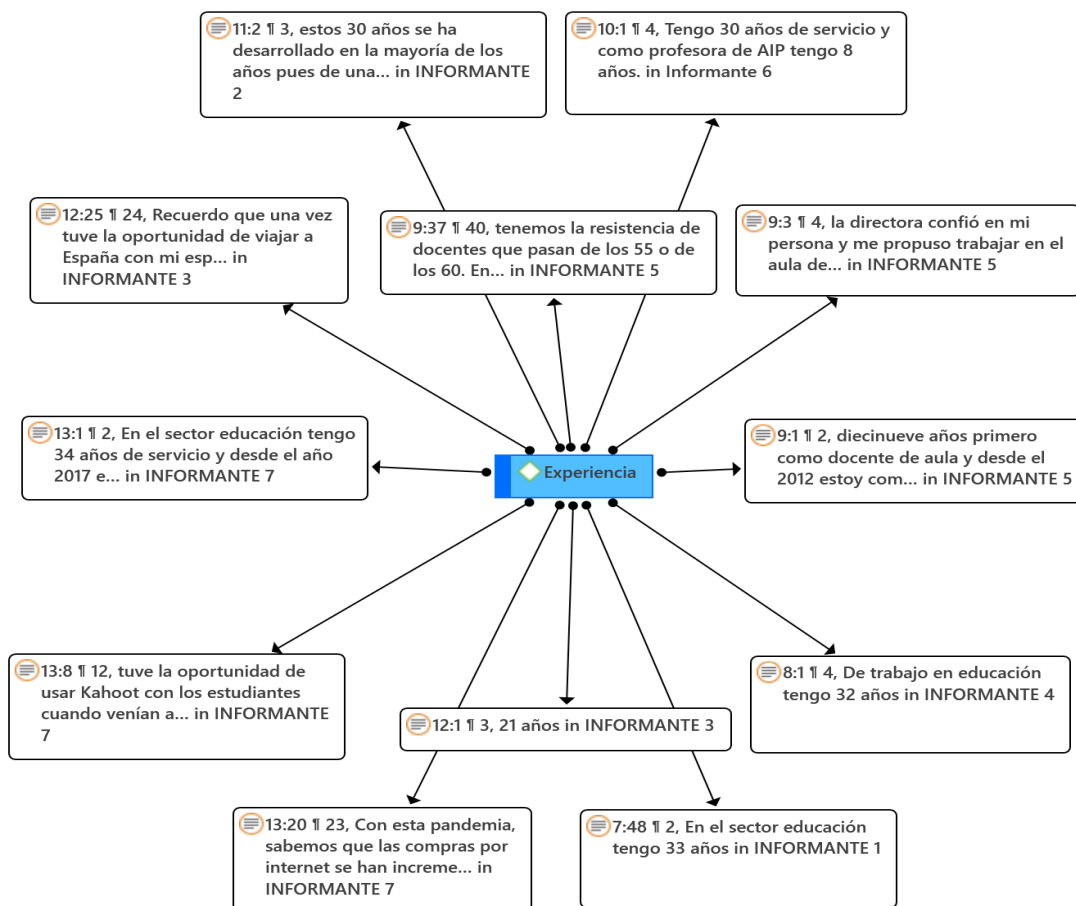 11:2 ¶ 3, estos 30 años se ha
desarrollado en la mayoría de los
años pues de una... in INFORMANTE
2
10:1 ¶ 4, Tengo 30 años de servicio y
como profesora de AIP tengo 8
años. in Informante 6
12:25 ¶ 24, Recuerdo que una vez
tuve la oportunidad de viajar a
España con mi esp... in
INFORMANTE 3
9:37 ¶ 40, tenemos la resistencia de
docentes que pasan de los 55 o de
los 60. En... in INFORMANTE 5
9:3 ¶ 4, la directora confió en mi
persona y me propuso trabajar en el
aula de... in INFORMANTE 5
13:1 ¶ 2, En el sector educación tengo
34 años de servicio y desde el año
2017 e... in INFORMANTE 7
Experiencia
9:1 ¶ 2, diecinueve años primero
como docente de aula y desde el
2012 estoy com... in INFORMANTE 5
13:8 ¶ 12, tuve la oportunidad de
usar Kahoot con los estudiantes
cuando venían a... in INFORMANTE
7
12:1 ¶ 3, 21 años in INFORMANTE 3
8:1 ¶ 4, De trabajo en educación
tengo 32 años in INFORMANTE 4
13:20 ¶ 23, Con esta pandemia,
sabemos que las compras por
internet se han increme... in
INFORMANTE 7
7:48 ¶ 2, En el sector educación
tengo 33 años in INFORMANTE 1